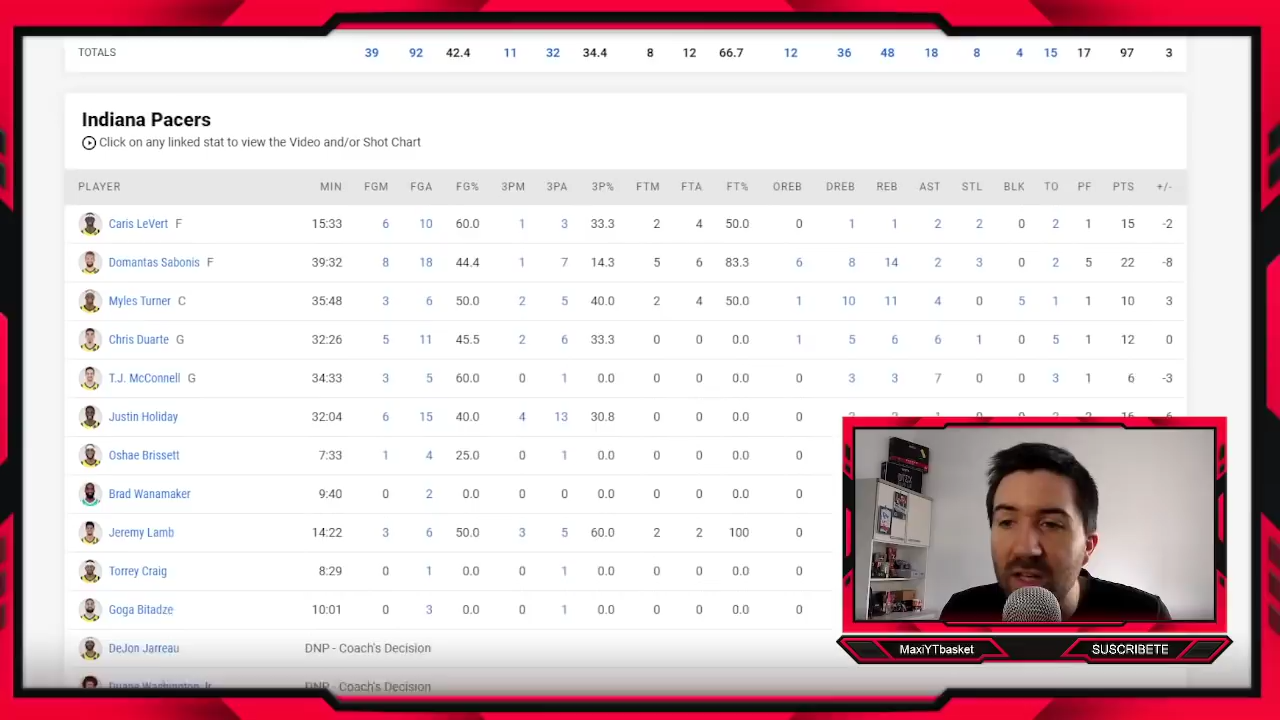 TOTALS 39 92 42.4 11 32 34.4 8 12 66.7 12 36 48 18 8 4 15 17 97 3
Indiana Pacers
Click on any linked stat to view the Video and/or Shot Chart
PLAYER MIN FGM FGA FG% 3PM 3PA 3P% FTM FTA FT% OREB DREB REB AST STL BLK TO PF PTS +/-
Caris LeVert F 15:33 6 10 60.0 1 3 33.3 2 4 50.0 0 1 1 2 2 0 2 1 15 -2
Domantas Sabonis F 39:32 8 18 44.4 1 7 14.3 5 6 83.3 6 8 14 2 3 0 2 5 22 -8
Myles Turner C 35:48 3 6 50.0 2 5 40.0 2 4 50.0 1 10 11 4 0 5 1 1 10 3
Chris Duarte G 32:26 5 11 45.5 2 6 33.3 0 0 0.0 1 5 6 6 1 0 5 1 12 0
T.J. McConnell G 34:33 3 5 60.0 0 1 0.0 0 0 0.0 0 3 3 7 0 0 3 1 6 -3
Justin Holiday 32:04 6 15 40.0 4 13 30.8 0 0 0.0 0
Oshae Brissett 7:33 1 4 25.0 0 1 0.0 0 0 0.0 0
Brad Wanamaker 9:40 0 2 0.0 0 0 0.0 0 0 0.0 0
Jeremy Lamb 14:22 3 6 50.0 3 5 60.0 2 2 100 0
Torrey Craig 8:29 0 1 0.0 0 1 0.0 0 0 0.0 0
Goga Bitadze 10:01 0 3 0.0 0 1 0.0 0 0 0.0 0
DeJon Jarreau DNP - Coach's Decision
Duane Washington Jr. DNP - Coach's Decision
MaxiYTbasket SUSCRIBETE